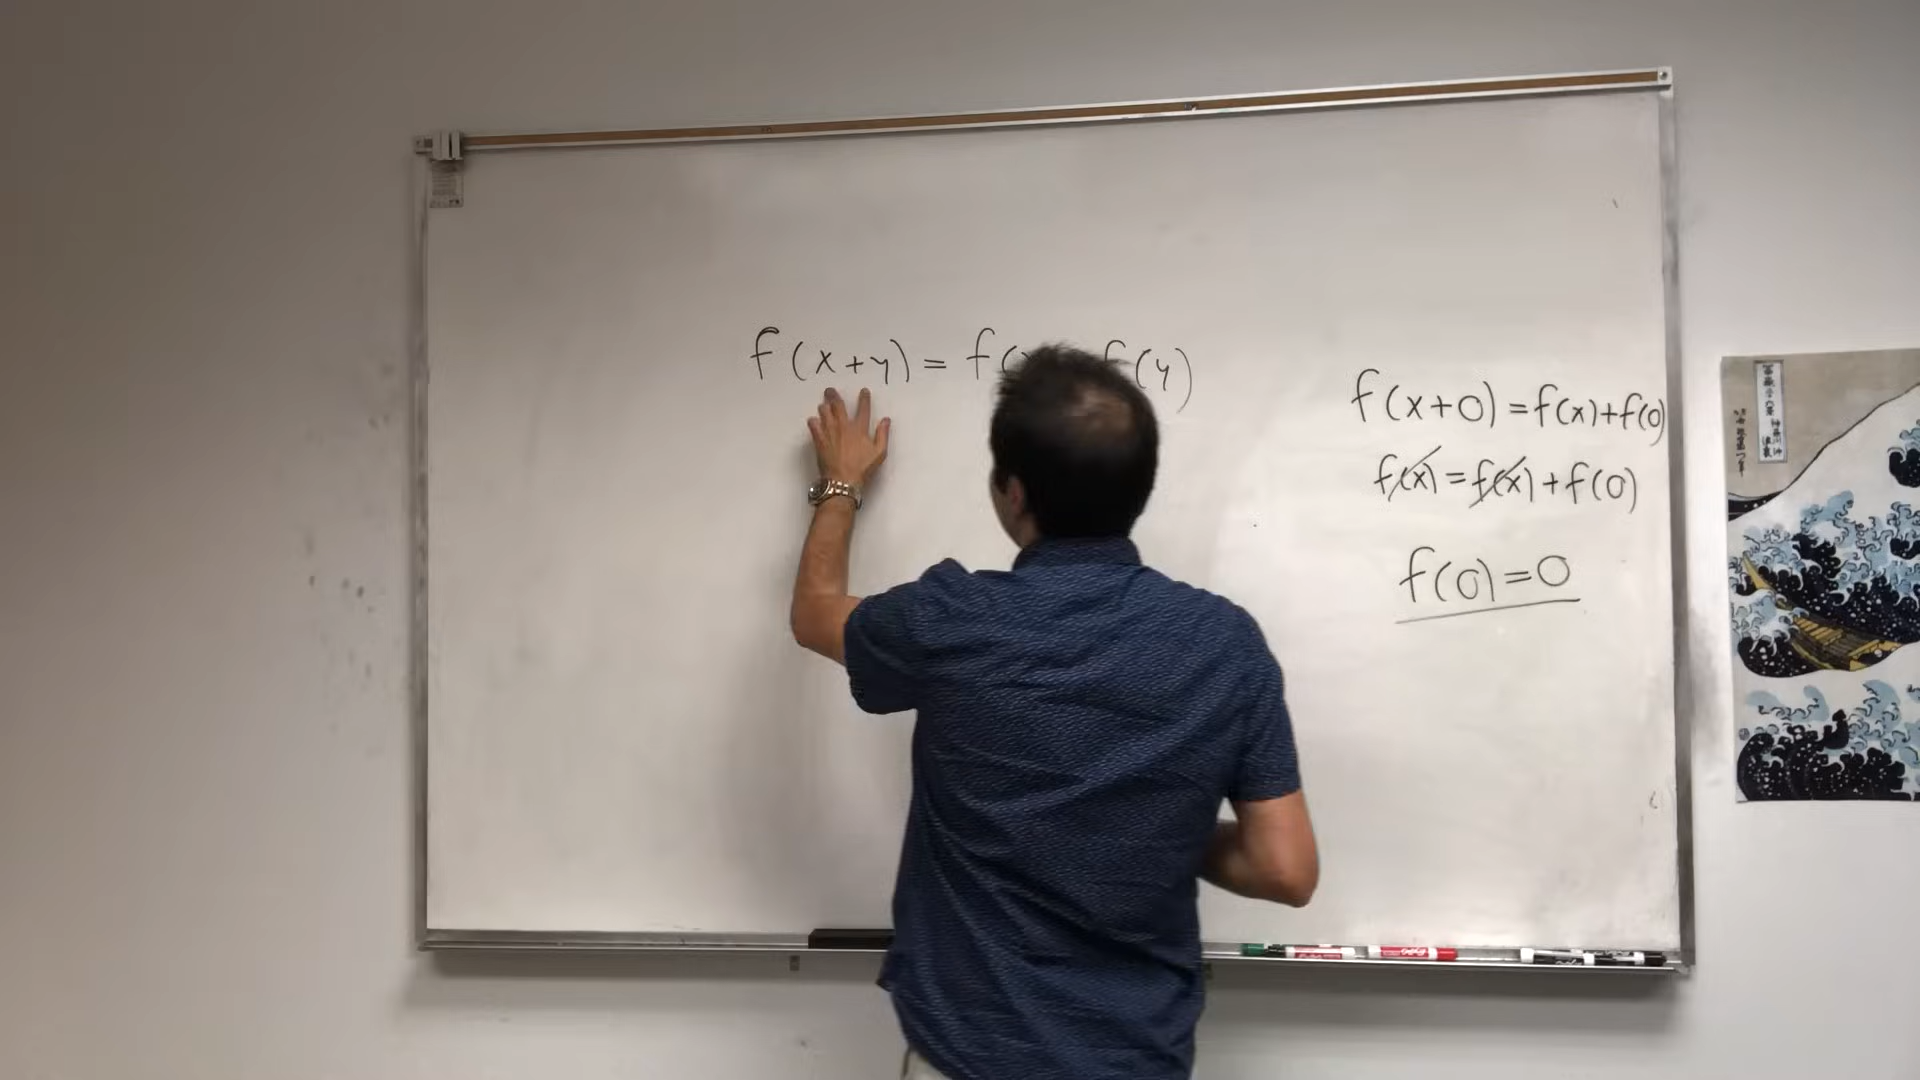 f(x+y) = f( f(y)
f(x+0) = f(x)+f(0)
f(x) = f(x) + f(0)
f(0) = 0